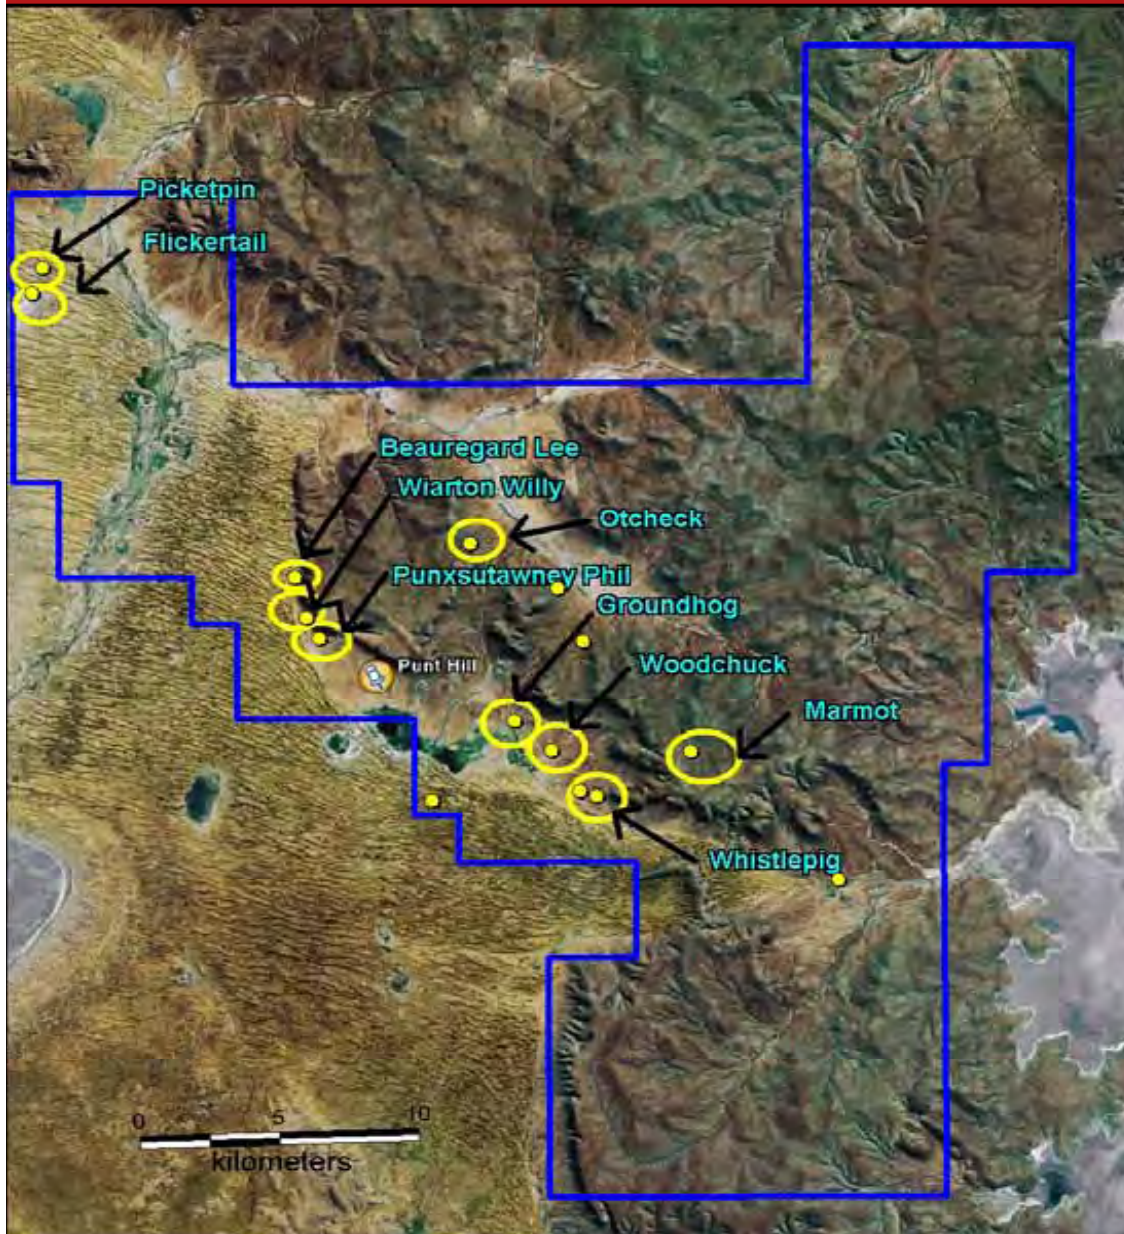 Picketpin
Flickertail
Beauregard Lee
Wiarton Willy
Otcheck
Punxsutawney Phil
Groundhog
Woodchuck
Punt Hill
Marmot
Whistlepig
0 5 10
kilometers